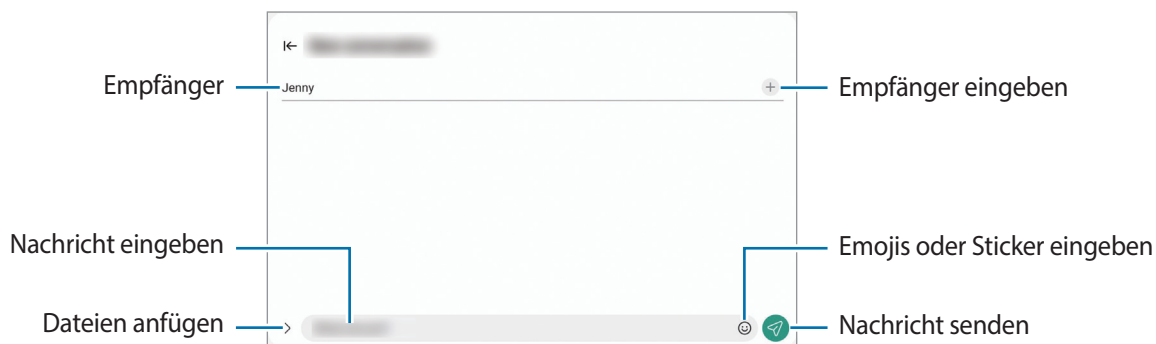 Empfänger
Jenny
Empfänger eingeben
Nachricht eingeben
Emojis oder Sticker eingeben
Dateien anfügen
Nachricht senden